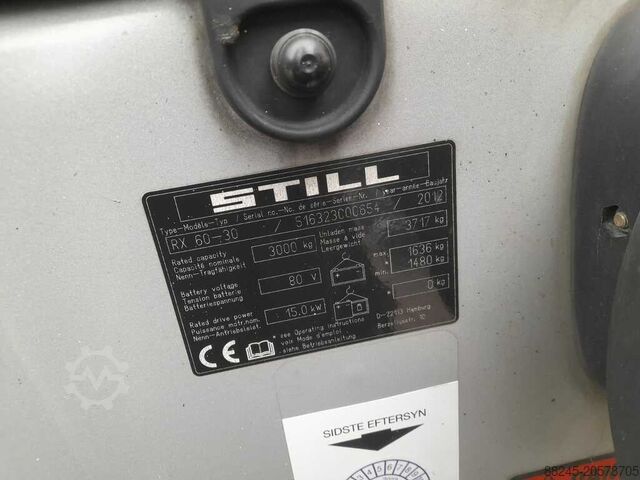 STILL
Type-Modèle-Typ / Serial no.-No. de série-Serien-Nr. / year-année-Baujahr
RX 60-30 / 516323C00654 / 2012
Rated capacity
Capacité nominale
Nenn-Tragfähigkeit
3000 kg
Unladen mass
Masse à vide
Leergewicht
3717 kg
Battery voltage
Tension batterie
Batteriespannung
80 V
max. 1636 kg
min. 1480 kg
Rated drive power
Puissance motr.nom.
Nenn-Antriebsleist.
15.0 kW
* 0 kg
CE
* see Operating instructions
voir Mode d'emploi
siehe Betriebsanleitung
D-22113 Hamburg
Berzeliusstr. 10
SIDSTE EFTERSYN
88245-20573705